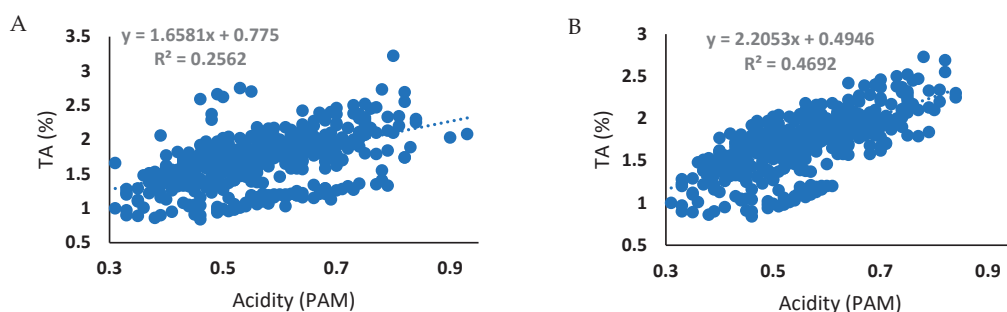 A
y = 1.6581x + 0.775
R² = 0.2562
TA (%)
3.5
3
2.5
2
1.5
1
0.5
0.3 0.5 0.7 0.9
Acidity (PAM)
B
y = 2.2053x + 0.4946
R² = 0.4692
TA (%)
3
2.5
2
1.5
1
0.5
0.3 0.5 0.7 0.9
Acidity (PAM)